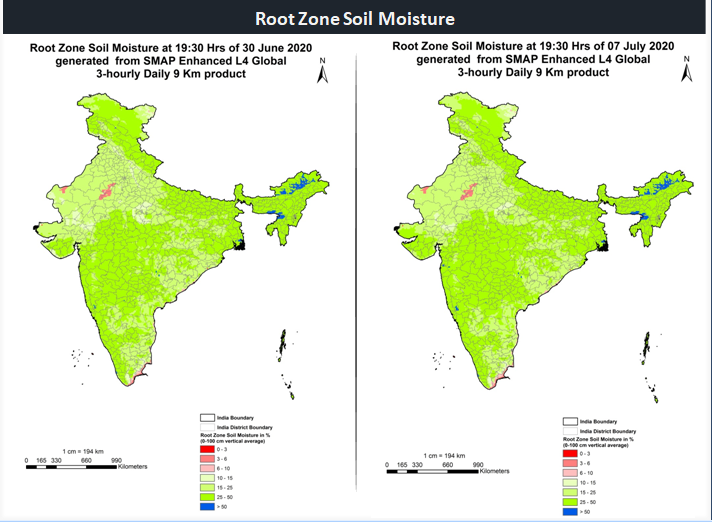 Root Zone Soil Moisture
Root Zone Soil Moisture at 19:30 Hrs of 30 June 2020
generated from SMAP Enhanced L4 Global
3-hourly Daily 9 Km product
N
1 cm = 194 km
0 165 330 660 990
Kilometers
India Boundary
India District Boundary
Root Zone Soil Moisture in %
(0-100 cm vertical average)
0 - 3
3 - 6
6 - 10
10 - 15
15 - 25
25 - 50
> 50
Root Zone Soil Moisture at 19:30 Hrs of 07 July 2020
generated from SMAP Enhanced L4 Global
3-hourly Daily 9 Km product
N
1 cm = 194 km
0 165 330 660 990
Kilometers
India Boundary
India District Boundary
Root Zone Soil Moisture in %
(0-100 cm vertical average)
0 - 3
3 - 6
6 - 10
10 - 15
15 - 25
25 - 50
> 50